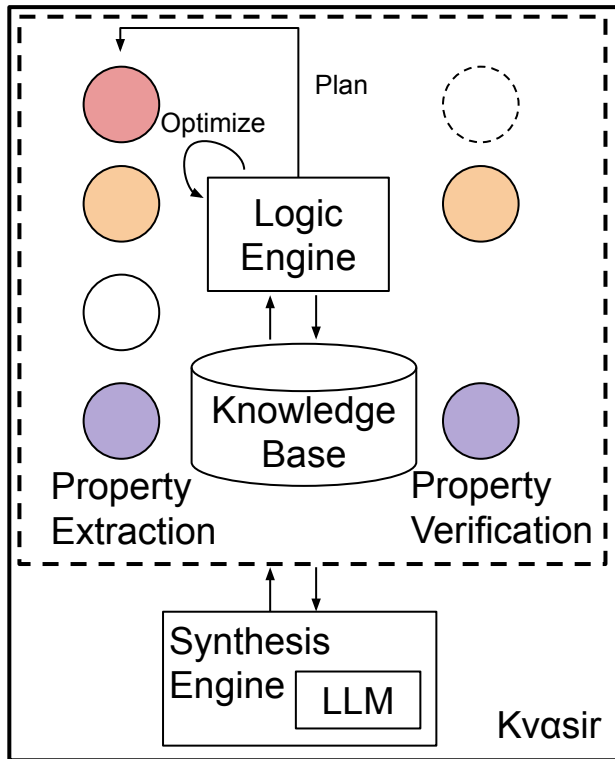 Plan
Optimize
Logic
Engine
Knowledge
Base
Property
Extraction
Property
Verification
Synthesis
Engine
LLM
Kvαsir